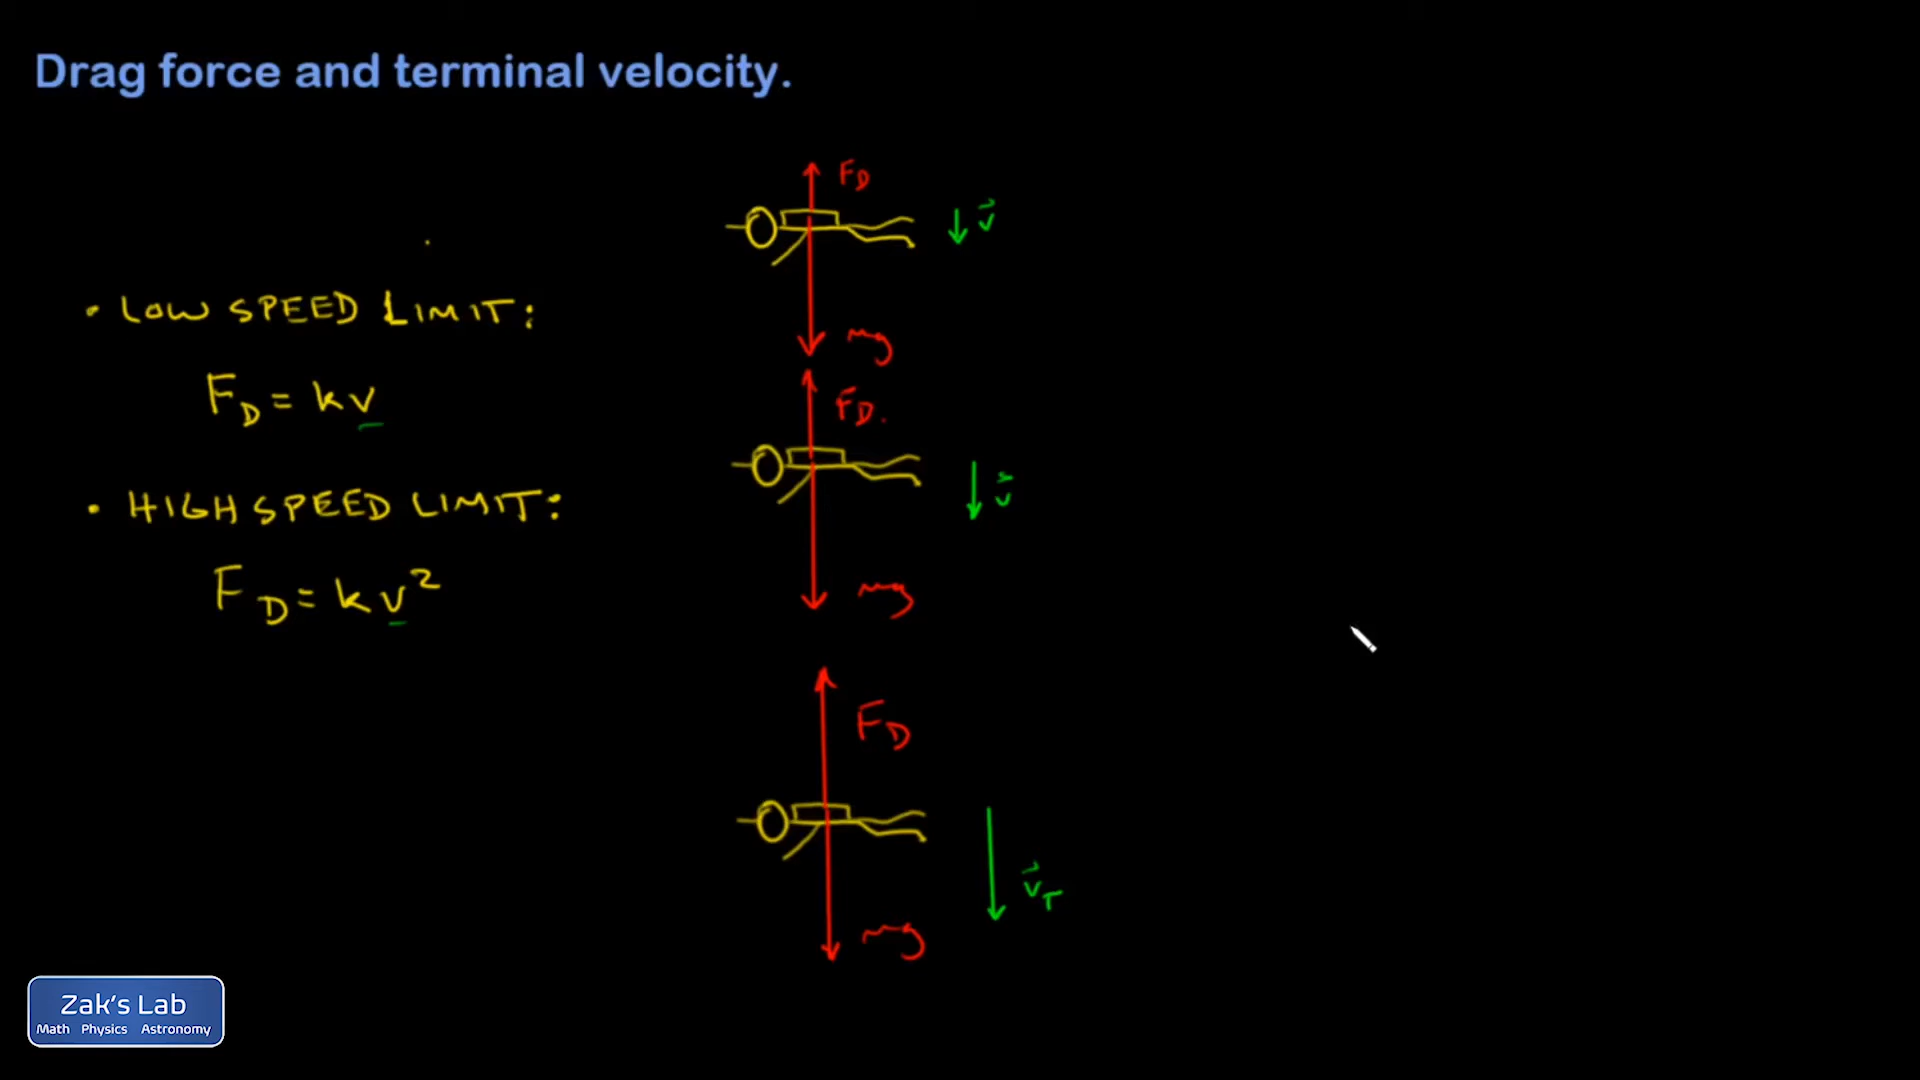 Drag force and terminal velocity.
• LOW SPEED LIMIT:
F_D = kv
• HIGH SPEED LIMIT:
F_D = kv²
F_D
v⃗
mg
F_D.
v⃗
mg
F_D
v⃗_T
mg
Zak's Lab
Math Physics Astronomy